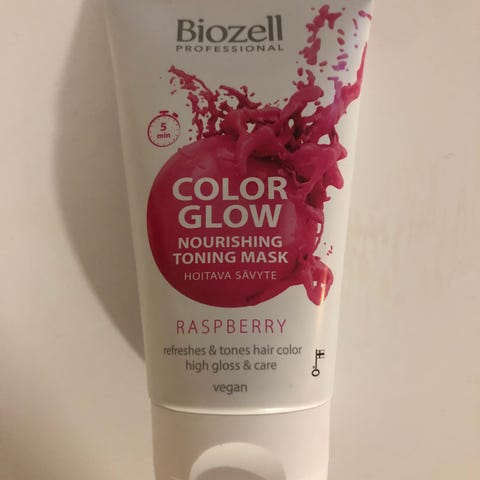 Biozell
PROFESSIONAL
5
min
COLOR
GLOW
NOURISHING
TONING MASK
HOITAVA SÄVYTE
RASPBERRY
refreshes & tones hair color
high gloss & care
vegan